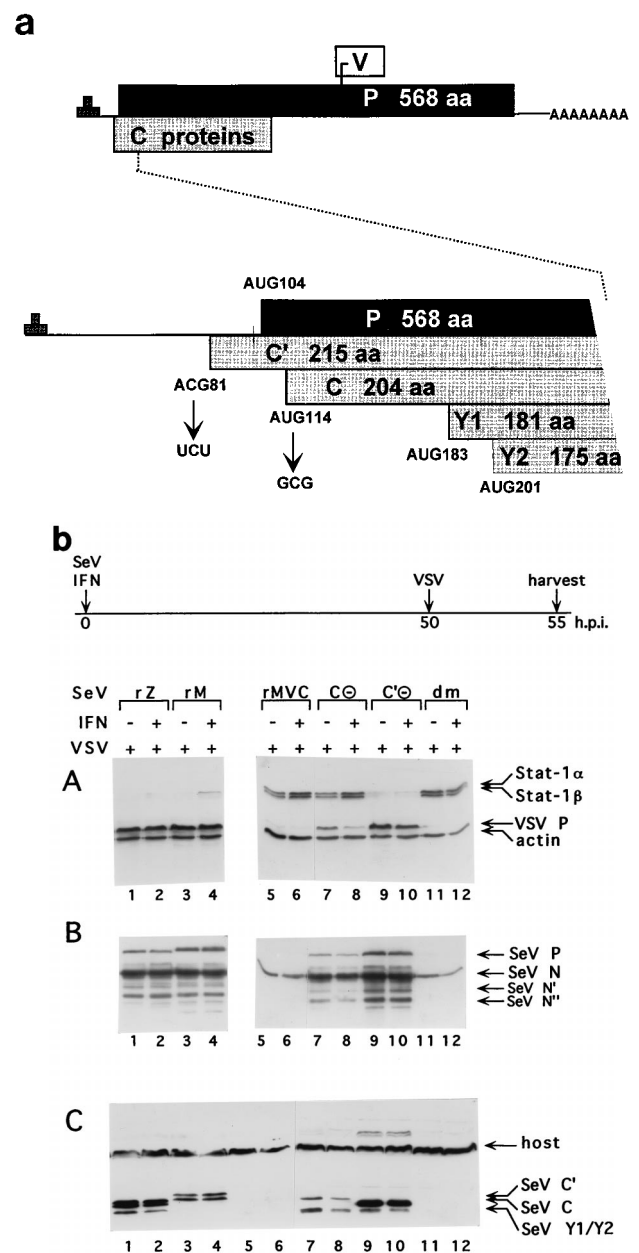 a
V
P 568 aa
AAAAAAAA
C proteins
AUG104
P 568 aa
C' 215 aa
ACG81
C 204 aa
UCU
AUG114
Y1 181 aa
GCG
AUG183
Y2 175 aa
AUG201
b
SeV
IFN
VSV
harvest
0
50
55 h.p.i.
SeV rZ rM rMVC C⊖ C'⊖ dm
IFN - + - + - + - + - + - +
VSV + + + + + + + + + + + +
A
Stat-1α
Stat-1β
VSV P
actin
1 2 3 4 5 6 7 8 9 10 11 12
B
SeV P
SeV N
SeV N'
SeV N"
1 2 3 4 5 6 7 8 9 10 11 12
C
host
SeV C'
SeV C
SeV Y1/Y2
1 2 3 4 5 6 7 8 9 10 11 12